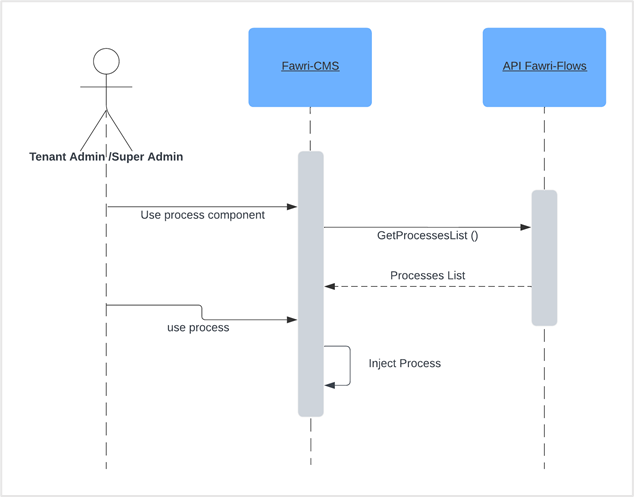 Fawri-CMS
API Fawri-Flows
Tenant Admin /Super Admin
Use process component
GetProcessesList ()
Processes List
use process
Inject Process